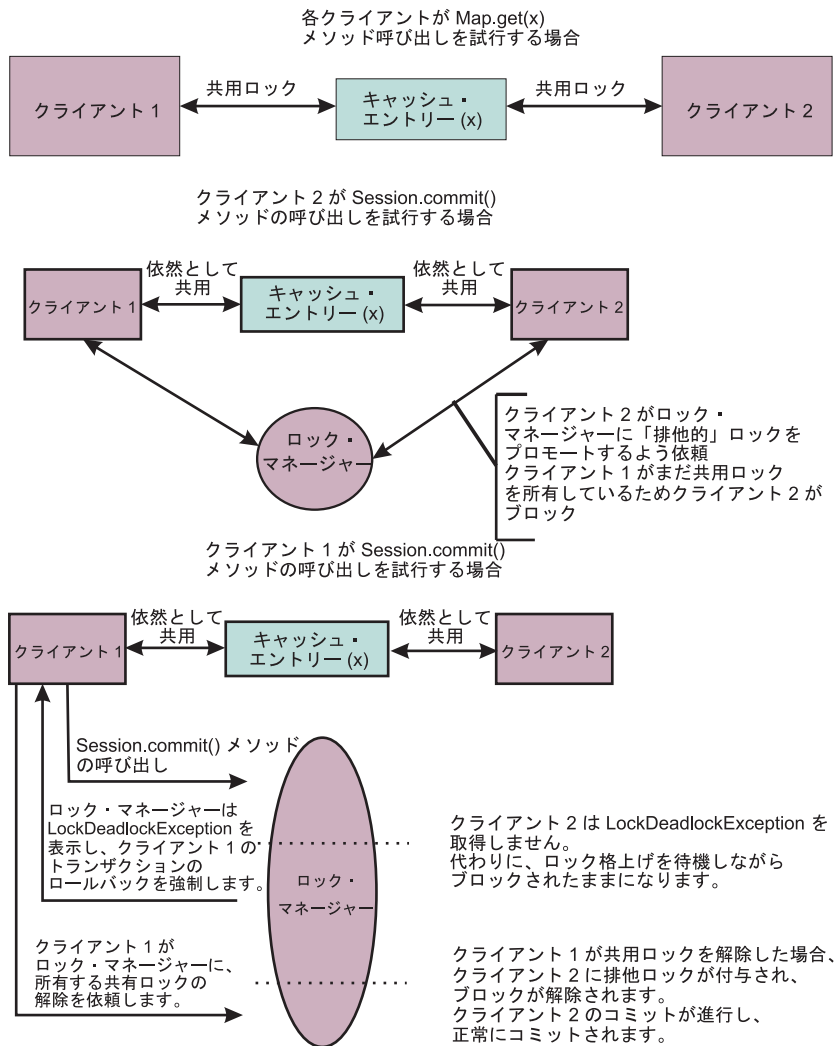 各クライアントが Map.get(x)
メソッド呼び出しを試行する場合
クライアント 1
共用ロック
キャッシュ・
エントリー (x)
共用ロック
クライアント 2
クライアント 2 が Session.commit()
メソッドの呼び出しを試行する場合
クライアント 1
依然として
共用
キャッシュ・
エントリー (x)
依然として
共用
クライアント 2
ロック・
マネージャー
クライアント 2 がロック・
マネージャーに「排他的」ロックを
プロモートするよう依頼
クライアント 1 がまだ共用ロック
を所有しているためクライアント 2 が
ブロック
クライアント 1 が Session.commit()
メソッドの呼び出しを試行する場合
クライアント 1
依然として
共用
キャッシュ・
エントリー (x)
依然として
共用
クライアント 2
Session.commit() メソッド
の呼び出し
ロック・マネージャーは
LockDeadlockException を
表示し、クライアント 1 の
トランザクションの
ロールバックを強制します。
ロック・
マネージャー
クライアント 2 は LockDeadlockException を
取得しません。
代わりに、ロック格上げを待機しながら
ブロックされたままになります。
クライアント 1 が
ロック・マネージャーに、
所有する共有ロックの
解除を依頼します。
クライアント 1 が共用ロックを解除した場合、
クライアント 2 に排他ロックが付与され、
ブロックが解除されます。
クライアント 2 のコミットが進行し、
正常にコミットされます。